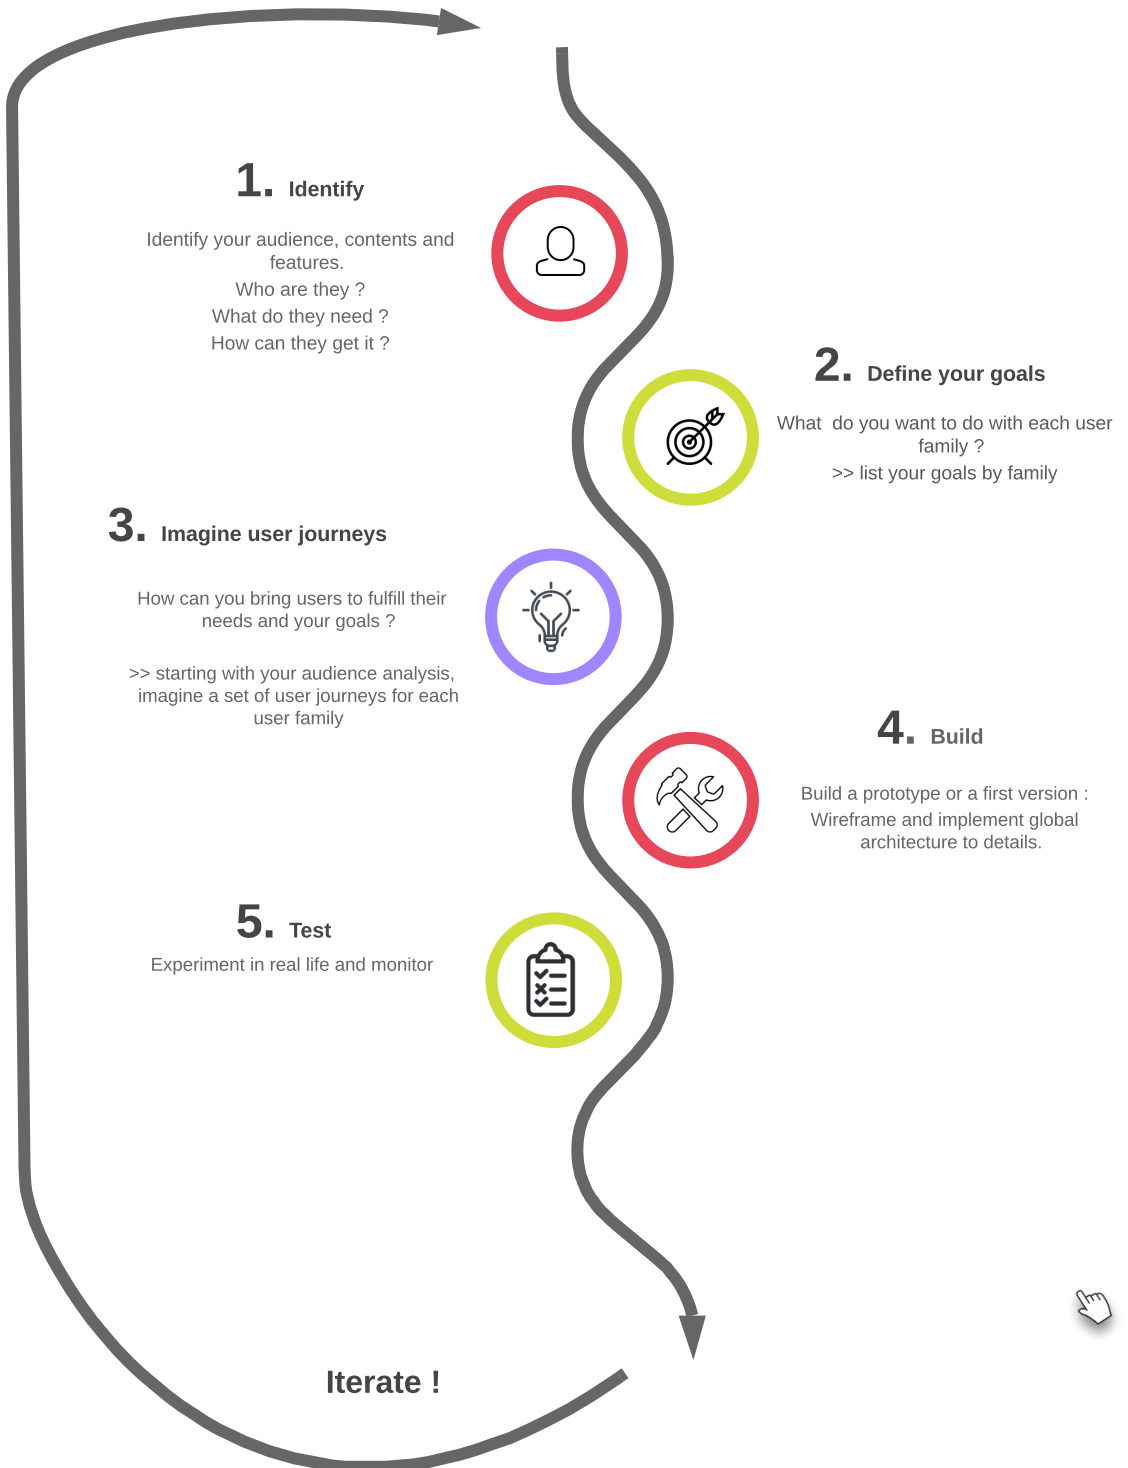 1. Identify
Identify your audience, contents and
features.
Who are they ?
What do they need ?
How can they get it ?
2. Define your goals
What  do you want to do with each user
family ?
>> list your goals by family
3. Imagine user journeys
How can you bring users to fulfill their
needs and your goals ?
>> starting with your audience analysis,
imagine a set of user journeys for each
user family
4. Build
Build a prototype or a first version :
Wireframe and implement global
architecture to details.
5. Test
Experiment in real life and monitor
Iterate !